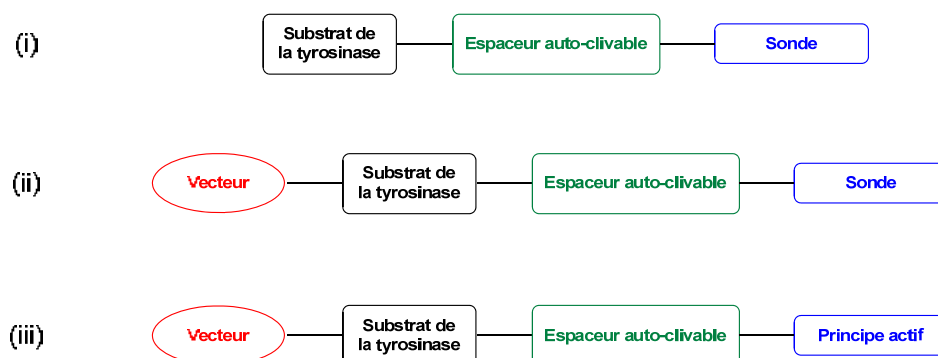 (i)
Substrat de
la tyrosinase
Espaceur auto-clivable
Sonde
(ii)
Vecteur
Substrat de
la tyrosinase
Espaceur auto-clivable
Sonde
(iii)
Vecteur
Substrat de
la tyrosinase
Espaceur auto-clivable
Principe actif